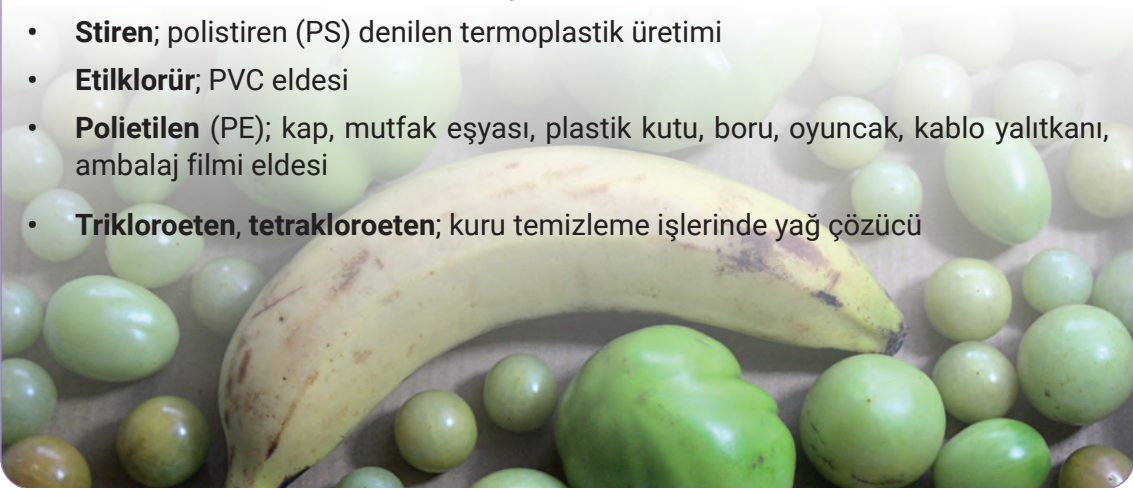 • Stiren; polistiren (PS) denilen termoplastik üretimi
• Etilklorür; PVC eldesi
• Polietilen (PE); kap, mutfak eşyası, plastik kutu, boru, oyuncak, kablo yalıtkanı,
ambalaj filmi eldesi
• Trikloroeten, tetrakloroeten; kuru temizleme işlerinde yağ çözücü